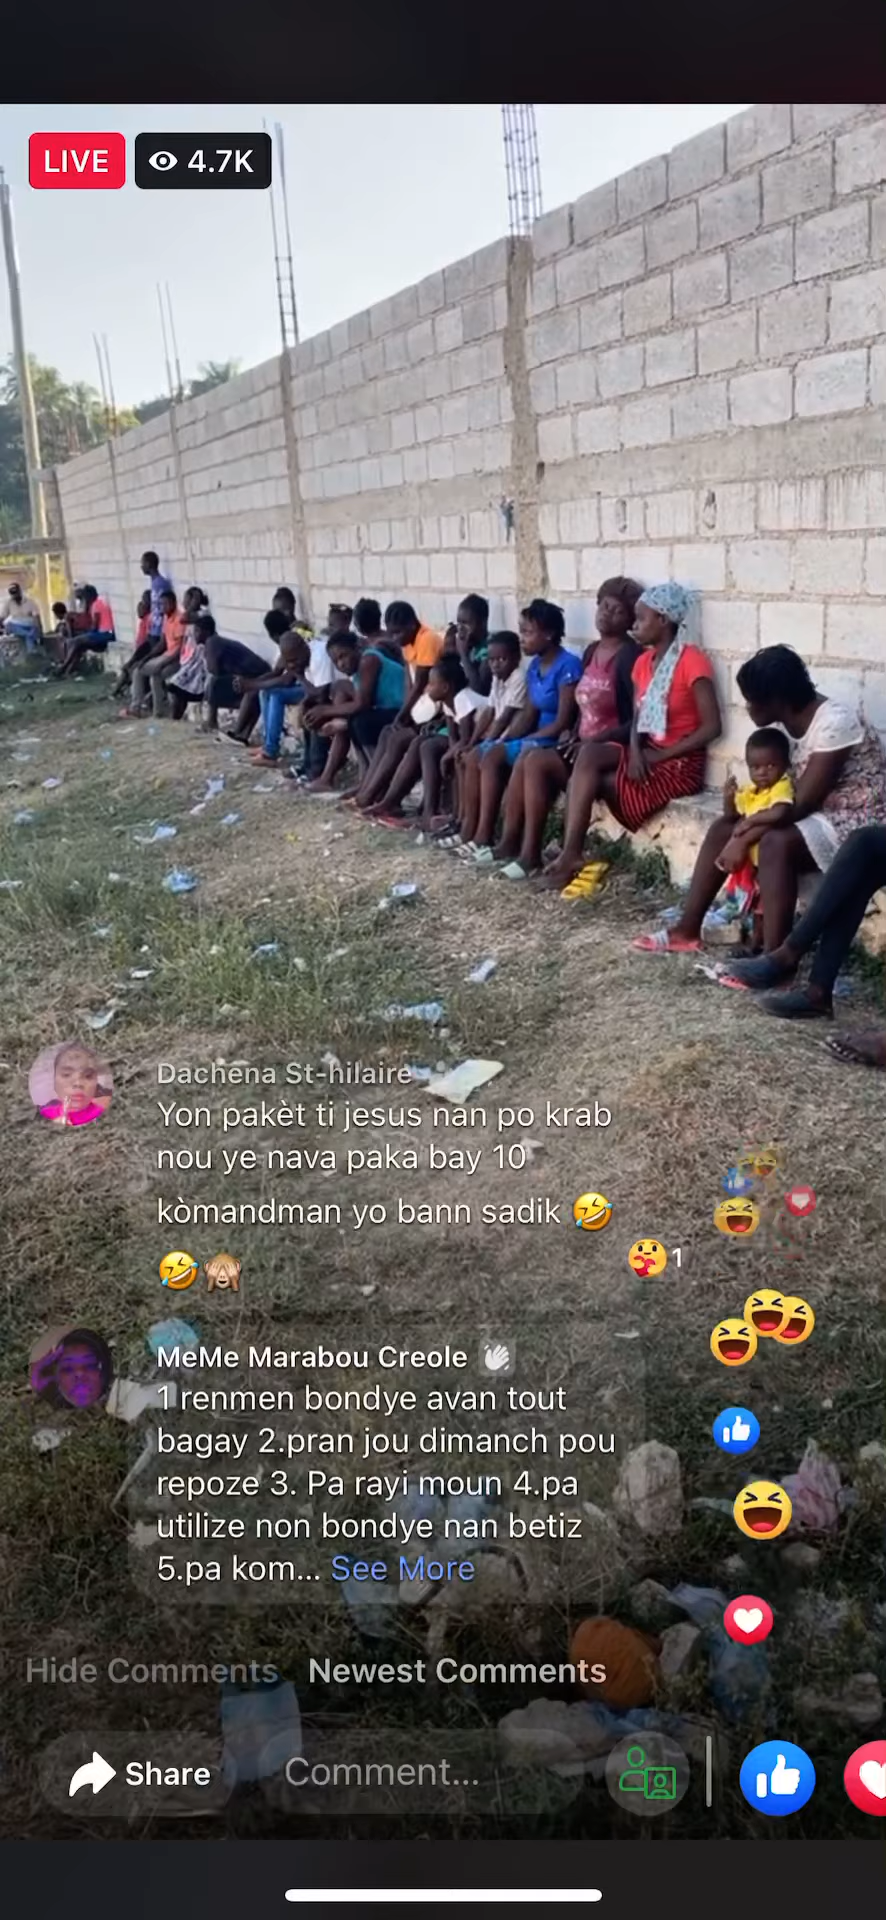 LIVE 4.7K
Dachena St-hilaire
Yon pakèt ti jesus nan po krab
nou ye nava paka bay 10
kòmandman yo bann sadik 🤣
🤣🙈
1
MeMe Marabou Creole 👋
1 renmen bondye avan tout
bagay 2.pran jou dimanch pou
repoze 3. Pa rayi moun 4.pa
utilize non bondye nan betiz
5.pa kom... See More
Hide Comments Newest Comments
Share Comment...